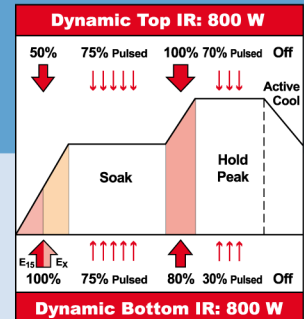 Dynamic Top IR: 800 W
50% 75% Pulsed 100% 70% Pulsed Off
Active
Cool
Soak
Hold
Peak
E15 EX
100% 75% Pulsed 80% 30% Pulsed Off
Dynamic Bottom IR: 800 W